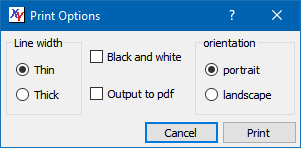 Print Options
Line width
Thin
Thick
Black and white
Output to pdf
orientation
portrait
landscape
Cancel
Print